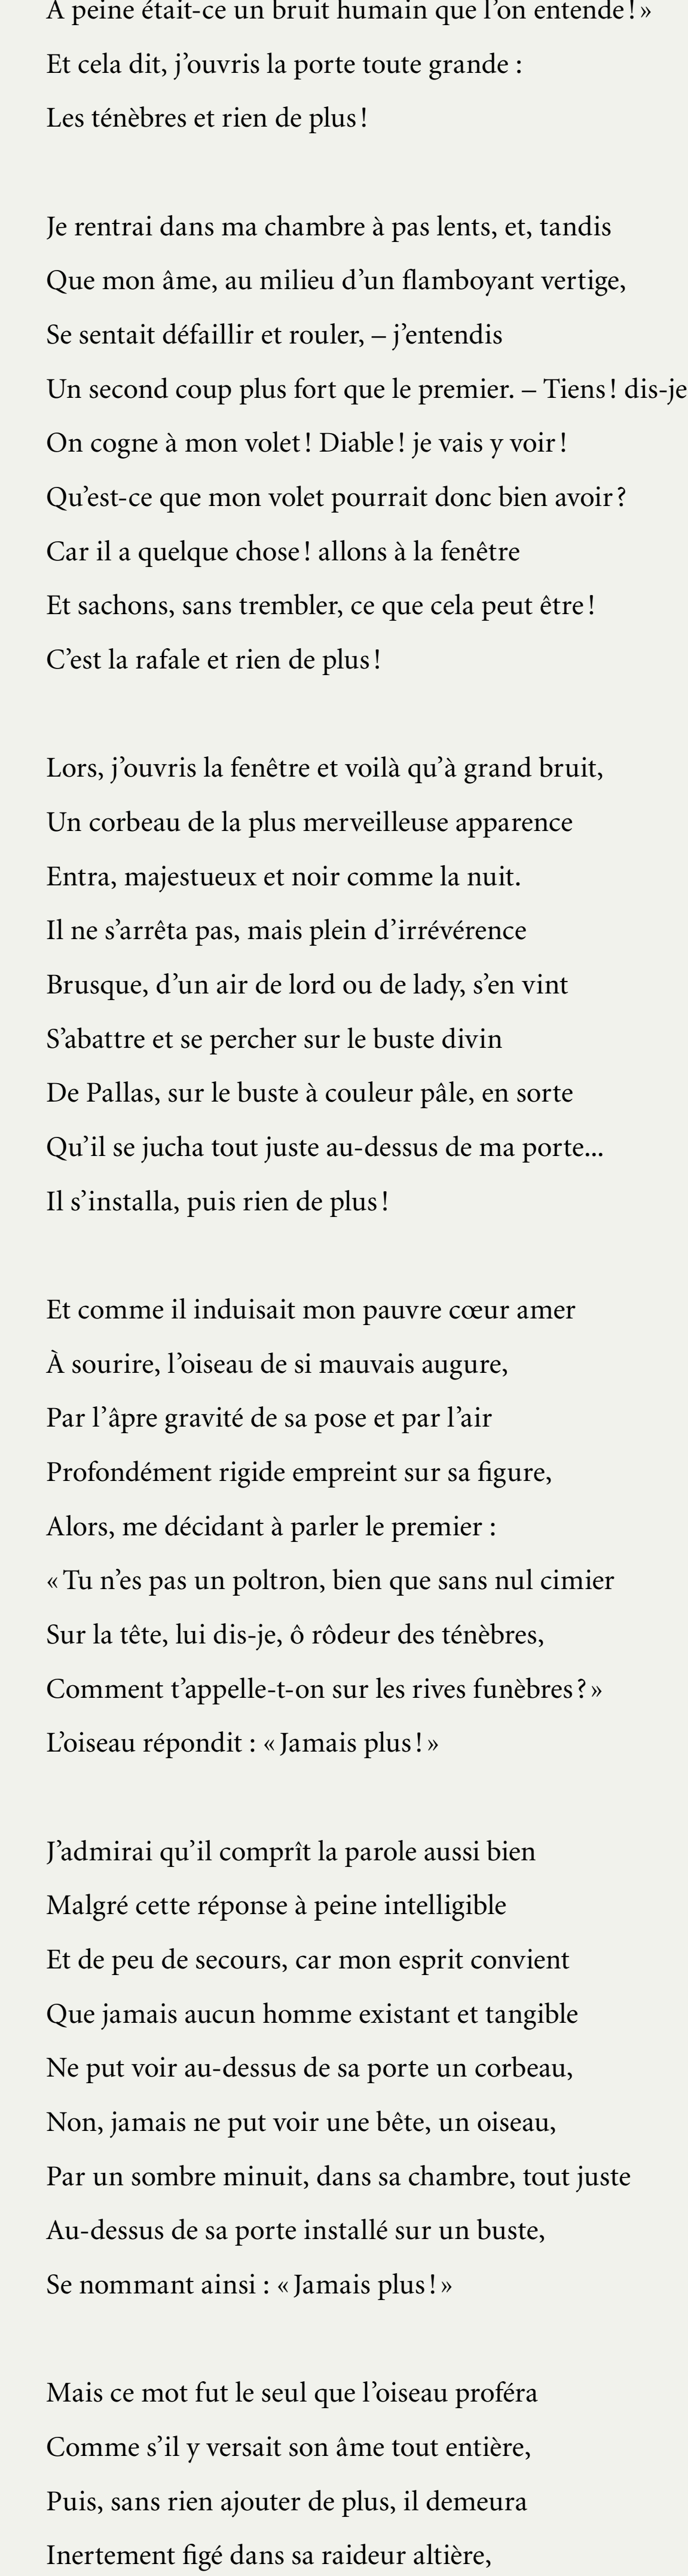 À peine était-ce un bruit humain que l’on entende ! »
Et cela dit, j’ouvris la porte toute grande :
Les ténèbres et rien de plus !
Je rentrai dans ma chambre à pas lents, et, tandis
Que mon âme, au milieu d’un flamboyant vertige,
Se sentait défaillir et rouler, – j’entendis
Un second coup plus fort que le premier. – Tiens ! dis-je
On cogne à mon volet ! Diable ! je vais y voir !
Qu’est-ce que mon volet pourrait donc bien avoir ?
Car il a quelque chose ! allons à la fenêtre
Et sachons, sans trembler, ce que cela peut être !
C’est la rafale et rien de plus !
Lors, j’ouvris la fenêtre et voilà qu’à grand bruit,
Un corbeau de la plus merveilleuse apparence
Entra, majestueux et noir comme la nuit.
Il ne s’arrêta pas, mais plein d’irrévérence
Brusque, d’un air de lord ou de lady, s’en vint
S’abattre et se percher sur le buste divin
De Pallas, sur le buste à couleur pâle, en sorte
Qu’il se jucha tout juste au-dessus de ma porte...
Il s’installa, puis rien de plus !
Et comme il induisait mon pauvre cœur amer
À sourire, l’oiseau de si mauvais augure,
Par l’âpre gravité de sa pose et par l’air
Profondément rigide empreint sur sa figure,
Alors, me décidant à parler le premier :
« Tu n’es pas un poltron, bien que sans nul cimier
Sur la tête, lui dis-je, ô rôdeur des ténèbres,
Comment t’appelle-t-on sur les rives funèbres ? »
L’oiseau répondit : « Jamais plus ! »
J’admirai qu’il comprît la parole aussi bien
Malgré cette réponse à peine intelligible
Et de peu de secours, car mon esprit convient
Que jamais aucun homme existant et tangible
Ne put voir au-dessus de sa porte un corbeau,
Non, jamais ne put voir une bête, un oiseau,
Par un sombre minuit, dans sa chambre, tout juste
Au-dessus de sa porte installé sur un buste,
Se nommant ainsi : « Jamais plus ! »
Mais ce mot fut le seul que l’oiseau proféra
Comme s’il y versait son âme tout entière,
Puis, sans rien ajouter de plus, il demeura
Inertement figé dans sa raideur altière,